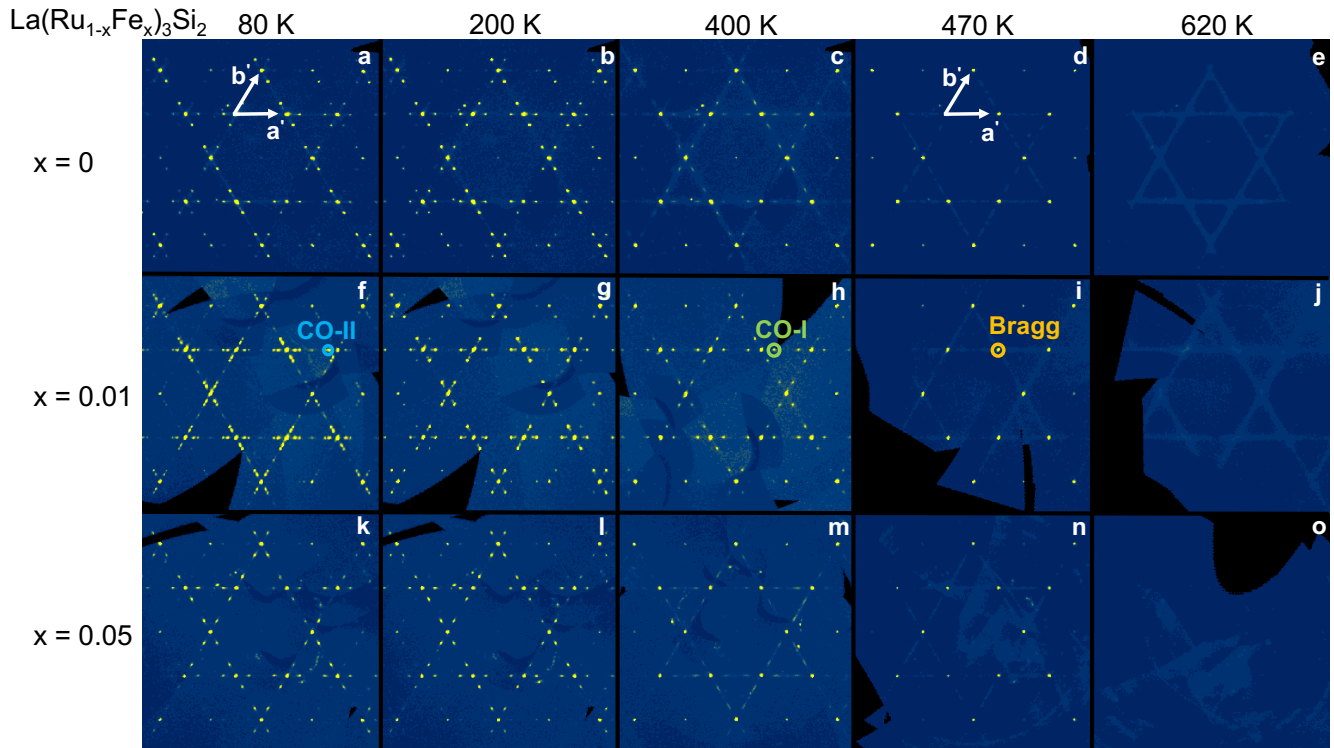 La(Ru1-xFex)3Si2 80 K 200 K 400 K 470 K 620 K
a b c d e
b' b'
a' a'
x = 0
f g h i j
CO-II CO-I Bragg
x = 0.01
k l m n o
x = 0.05